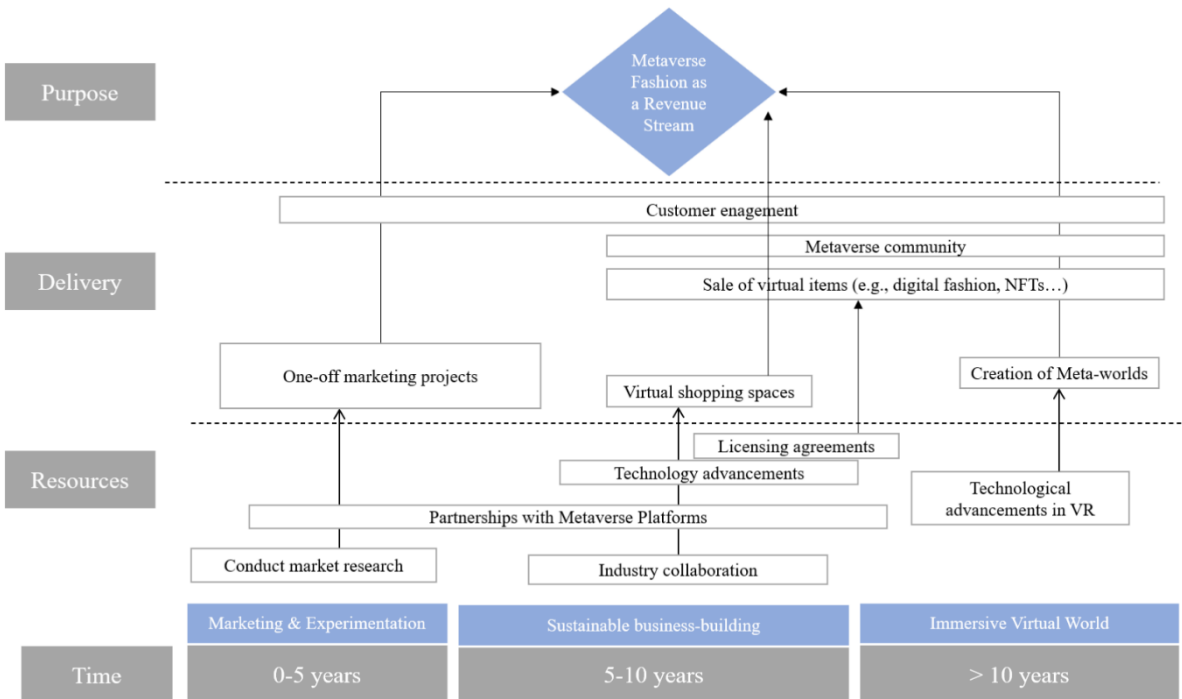 Metaverse
Fashion as
a Revenue
Stream
Purpose
Customer enagement
Metaverse community
Delivery
Sale of virtual items (e.g., digital fashion, NFTs…)
One-off marketing projects
Creation of Meta-worlds
Virtual shopping spaces
Licensing agreements
Technology advancements
Resources
Technological
advancements in VR
Partnerships with Metaverse Platforms
Conduct market research
Industry collaboration
Marketing & Experimentation
Sustainable business-building
Immersive Virtual World
Time
0-5 years
5-10 years
> 10 years